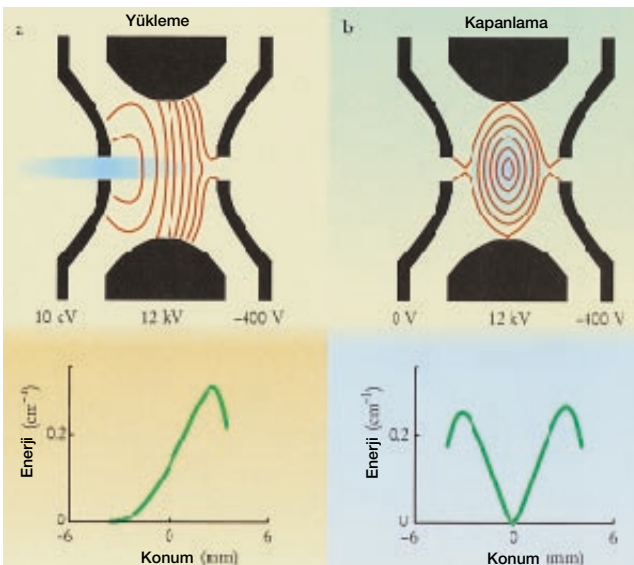 a
Yükleme
b
Kapanlama
10 kV 12 kV –400 V
0 V 12 kV –400 V
Enerji (cm⁻¹)
0.2
0
-6 0 6
Konum (mm)
Enerji (cm⁻¹)
0.2
0
-6 0 6
Konum (mm)